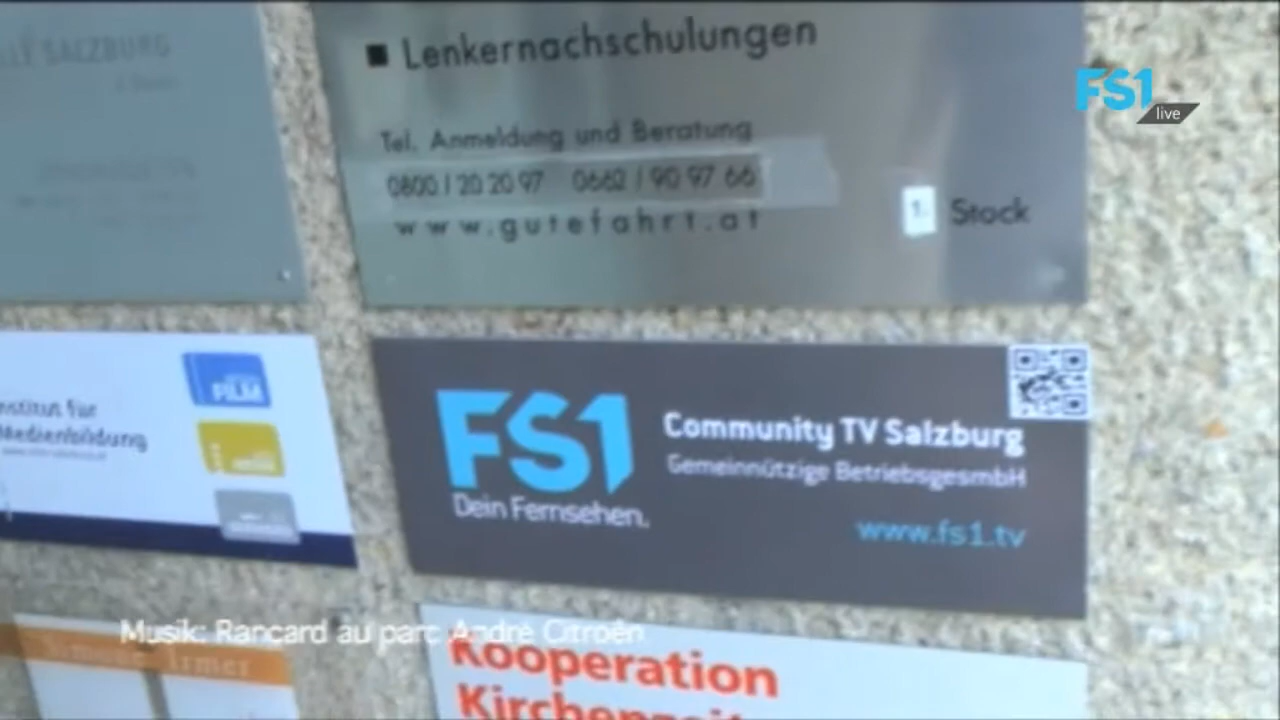 SALZBURG
■ Lenkernachschulungen
Tel. Anmeldung und Beratung
0800 / 20 20 97 0662 / 90 97 66
www.gutefahrt.at
1. Stock
FS1
live
für
Medienbildung
FILM
FS1
Dein Fernsehen.
Community TV Salzburg
Gemeinnützige BetriebsgesmbH
www.fs1.tv
Musik: Rancard au parc André Citroën
Irmer
Kooperation